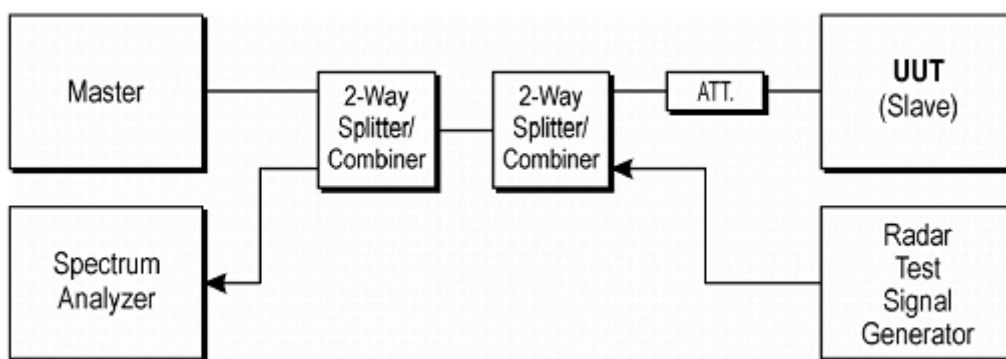 Master
2-Way
Splitter/
Combiner
2-Way
Splitter/
Combiner
ATT.
UUT
(Slave)
Spectrum
Analyzer
Radar
Test
Signal
Generator